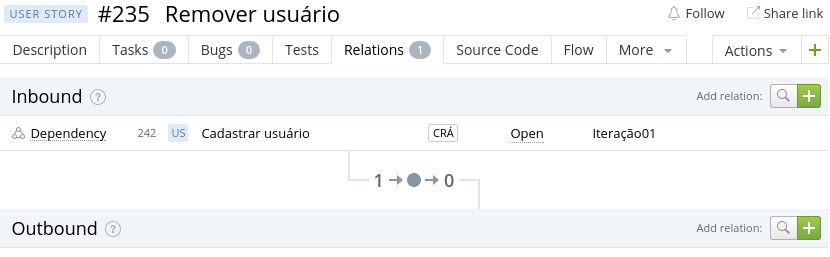 USER STORY #235 Remover usuário Follow Share link
Description Tasks 0 Bugs 0 Tests Relations 1 Source Code Flow More Actions +
Inbound ? Add relation: +
Dependency 242 US Cadastrar usuário CRÁ Open Iteração01
1 0
Outbound ? Add relation: +